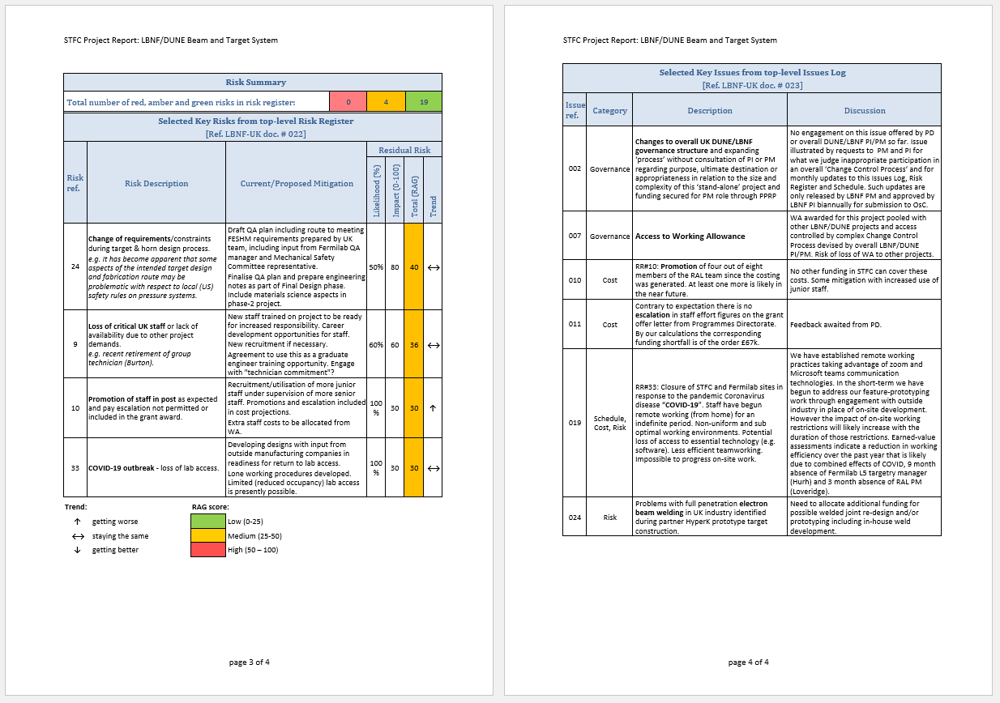 STFC Project Report: LBNF/DUNE Beam and Target System
Risk Summary
Total number of red, amber and green risks in risk register:
0
4
19
Selected Key Risks from top-level Risk Register
[Ref. LBNF-UK doc. # 022]
Risk
ref.
Risk Description
Current/Proposed Mitigation
Residual Risk
Likelihood (%)
Impact (0-100)
Total (RAG)
Trend
24
Change of requirements/constraints
during target & horn design process.
e.g. It has become apparent that some
aspects of the intended target design
and fabrication route may be
problematic with respect to local (US)
safety rules on pressure systems.
Draft QA plan including route to meeting
FESHM requirements prepared by UK
team, including input from Fermilab QA
manager and Mechanical Safety
Committee representative.
Finalise QA plan and prepare engineering
notes as part of Final Design phase.
Include materials science aspects in
phase-2 project.
50%
80
40
↔
9
Loss of critical UK staff or lack of
availability due to other project
demands.
e.g. recent retirement of group
technician (Burton).
New staff trained on project to be ready
for increased responsibility. Career
development opportunities for staff.
New recruitment if necessary.
Agreement to use this as a graduate
engineer training opportunity. Engage
with "technician commitment"?
60%
60
36
↔
10
Promotion of staff in post as expected
and pay escalation not permitted or
included in the grant award.
Recruitment/utilisation of more junior
staff under supervision of more senior
staff. Promotions and escalation included
in cost projections.
Extra staff costs to be allocated from
WA.
100
%
30
30
↑
33
COVID-19 outbreak - loss of lab access.
Developing designs with input from
outside manufacturing companies in
readiness for return to lab access.
Lone working procedures developed.
Limited (reduced occupancy) lab access
is presently possible.
100
%
30
30
↔
Trend:
↑ getting worse
↔ staying the same
↓ getting better
RAG score:
Low (0-25)
Medium (25-50)
High (50 – 100)
page 3 of 4
STFC Project Report: LBNF/DUNE Beam and Target System
Selected Key Issues from top-level Issues Log
[Ref. LBNF-UK doc. # 023]
Issue
ref.
Category
Description
Discussion
002
Governance
Changes to overall UK DUNE/LBNF
governance structure and expanding
‘process’ without consultation of PI or PM
regarding purpose, ultimate destination or
appropriateness in relation to the size and
complexity of this ‘stand-alone’ project and
funding secured for PM role through PPRP
No engagement on this issue offered by PD
or overall DUNE/LBNF PI/PM so far. Issue
illustrated by requests to PM and PI for
what we judge inappropriate participation in
an overall ‘Change Control Process’ and for
monthly updates to this Issues Log, Risk
Register and Schedule. Such updates are
only released by LBNF PM and approved by
LBNF PI biannually for submission to OsC.
007
Governance
Access to Working Allowance
WA awarded for this project pooled with
other LBNF/DUNE projects and access
controlled by complex Change Control
Process devised by overall LBNF/DUNE
PI/PM. Risk of loss of WA to other projects.
010
Cost
RR#10: Promotion of four out of eight
members of the RAL team since the costing
was generated. At least one more is likely in
the near future.
No other funding in STFC can cover these
costs. Some mitigation with increased use of
junior staff.
011
Cost
Contrary to expectation there is no
escalation in staff effort figures on the grant
offer letter from Programmes Directorate.
By our calculations the corresponding
funding shortfall is of the order £67k.
Feedback awaited from PD.
019
Schedule,
Cost, Risk
RR#33: Closure of STFC and Fermilab sites in
response to the pandemic Coronavirus
disease “COVID-19”. Staff have begun
remote working (from home) for an
indefinite period. Non-uniform and sub
optimal working environments. Potential
loss of access to essential technology (e.g.
software). Less efficient teamworking.
Impossible to progress on-site work.
We have established remote working
practices taking advantage of zoom and
Microsoft teams communication
technologies. In the short-term we have
begun to address our feature-prototyping
work through engagement with outside
industry in place of on-site development.
However the impact of on-site working
restrictions will likely increase with the
duration of those restrictions. Earned-value
assessments indicate a reduction in working
efficiency over the past year that is likely
due to combined effects of COVID, 9 month
absence of Fermilab L5 targetry manager
(Hurh) and 3 month absence of RAL PM
(Loveridge).
024
Risk
Problems with full penetration electron
beam welding in UK industry identified
during partner HyperK prototype target
construction.
Need to allocate additional funding for
possible welded joint re-design and/or
prototyping including in-house weld
development.
page 4 of 4